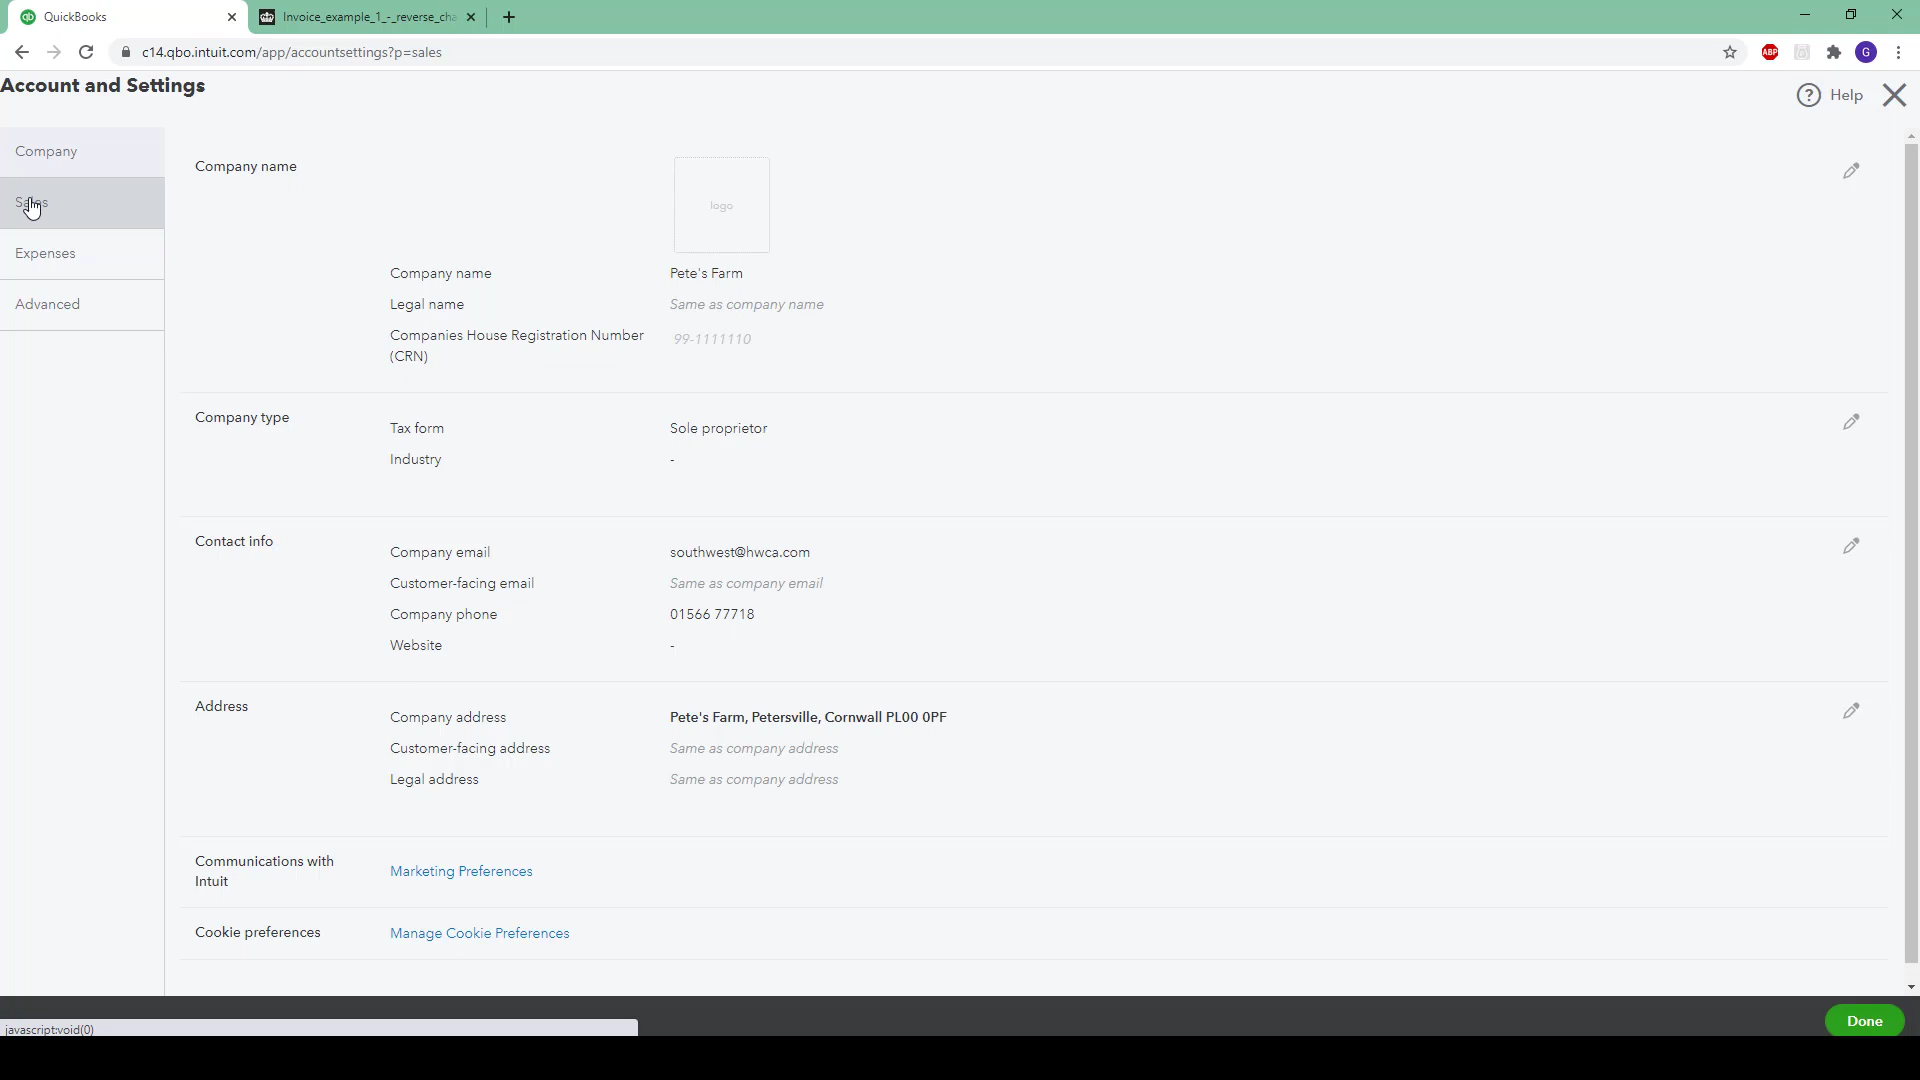 QuickBooks
Invoice_example_1_-_reverse_cha
c14.qbo.intuit.com/app/accountsettings?p=sales
ABP
G
Account and Settings
? Help
Company
Sales
Expenses
Advanced
Company name
logo
Company name Pete's Farm
Legal name Same as company name
Companies House Registration Number 99-1111110
(CRN)
Company type
Tax form Sole proprietor
Industry -
Contact info
Company email southwest@hwca.com
Customer-facing email Same as company email
Company phone 01566 77718
Website -
Address
Company address Pete's Farm, Petersville, Cornwall PL00 0PF
Customer-facing address Same as company address
Legal address Same as company address
Communications with
Intuit
Marketing Preferences
Cookie preferences Manage Cookie Preferences
javascript:void(0)
Done